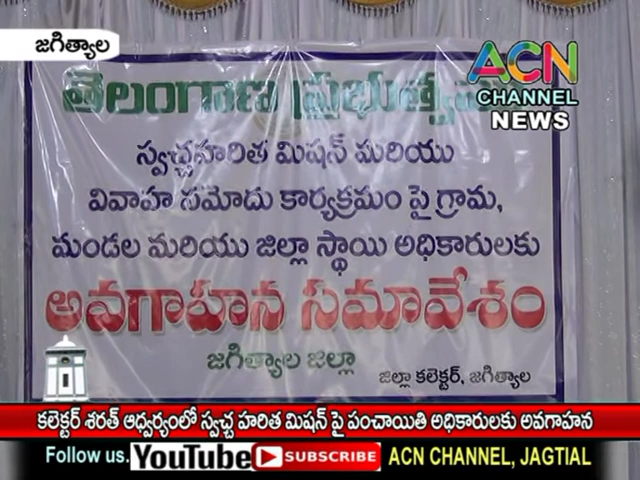 జగిత్యాల
ACN
CHANNEL
NEWS
తెలంగాణ ప్రభుత్వం
స్వచ్ఛహరిత మిషన్ మరియు
వివాహ నమోదు కార్యక్రమం పై గ్రామ,
మండల మరియు జిల్లా స్థాయి అధికారులకు
అవగాహన సమావేశం
జగిత్యాల జిల్లా
జిల్లా కలెక్టర్, జగిత్యాల
కలెక్టర్ శరత్ ఆధ్వర్యంలో స్వచ్ఛ హరిత మిషన్ పై పంచాయితి అధికారులకు అవగాహన
Follow us. YouTube SUBSCRIBE ACN CHANNEL, JAGTIAL